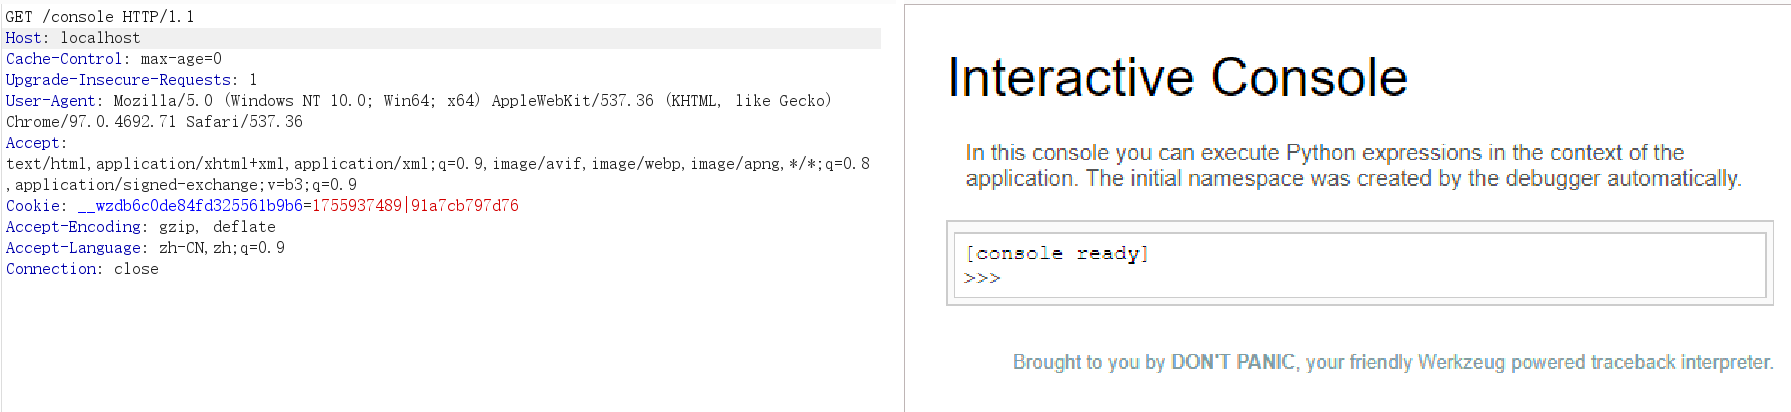 GET /console HTTP/1.1
Host: localhost
Cache-Control: max-age=0
Upgrade-Insecure-Requests: 1
User-Agent: Mozilla/5.0 (Windows NT 10.0; Win64; x64) AppleWebKit/537.36 (KHTML, like Gecko)
Chrome/97.0.4692.71 Safari/537.36
Accept:
text/html,application/xhtml+xml,application/xml;q=0.9,image/avif,image/webp,image/apng,*/*;q=0.8
,application/signed-exchange;v=b3;q=0.9
Cookie: __wzdb6c0de84fd325561b9b6=1755937489|91a7cb797d76
Accept-Encoding: gzip, deflate
Accept-Language: zh-CN,zh;q=0.9
Connection: close
Interactive Console
In this console you can execute Python expressions in the context of the
application. The initial namespace was created by the debugger automatically.
[console ready]
>>>
Brought to you by DON'T PANIC, your friendly Werkzeug powered traceback interpreter.